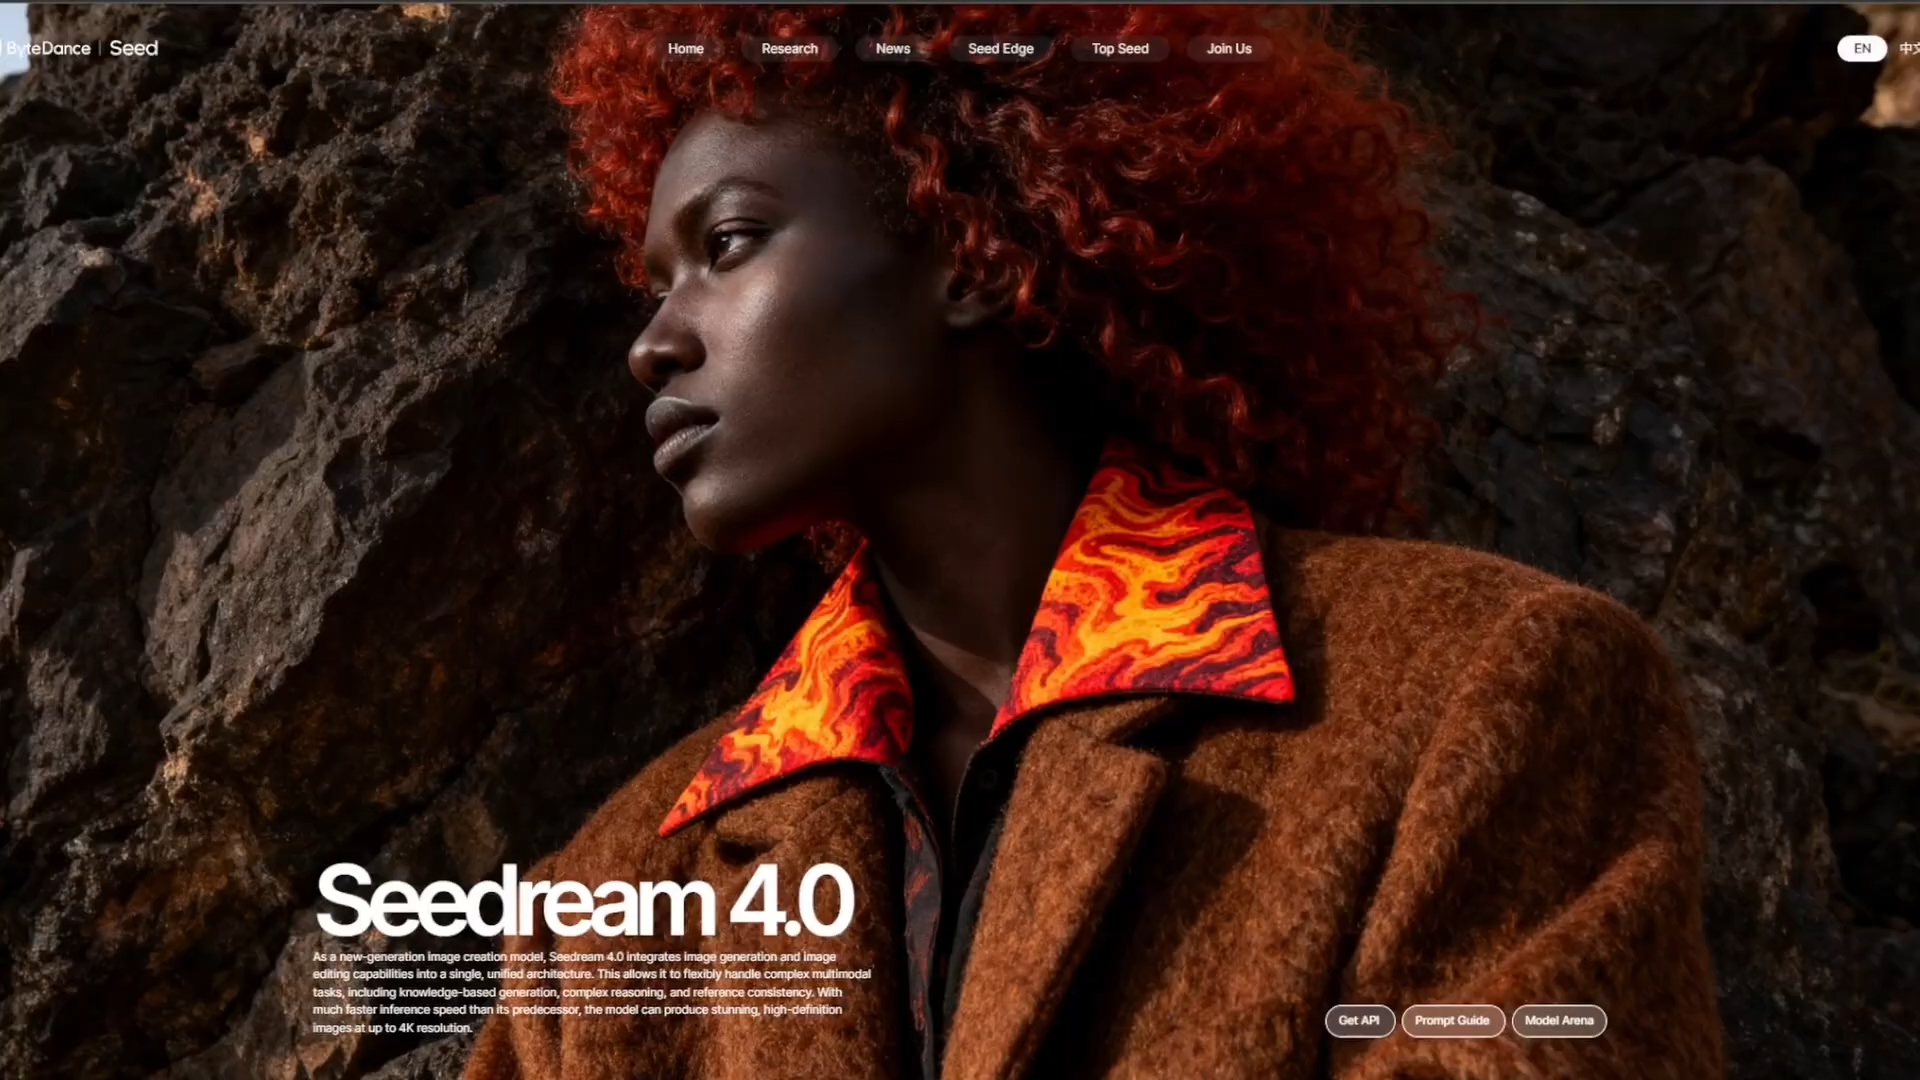 ByteDance | Seed
Home
Research
News
Seed Edge
Top Seed
Join Us
EN
中文
Seedream 4.0
As a new-generation image creation model, Seedream 4.0 integrates image generation and image
editing capabilities into a single, unified architecture. This allows it to flexibly handle complex multimodal
tasks, including knowledge-based generation, complex reasoning, and reference consistency. With
much faster inference speed than its predecessor, the model can produce stunning, high-definition
images at up to 4K resolution.
Get API
Prompt Guide
Model Arena